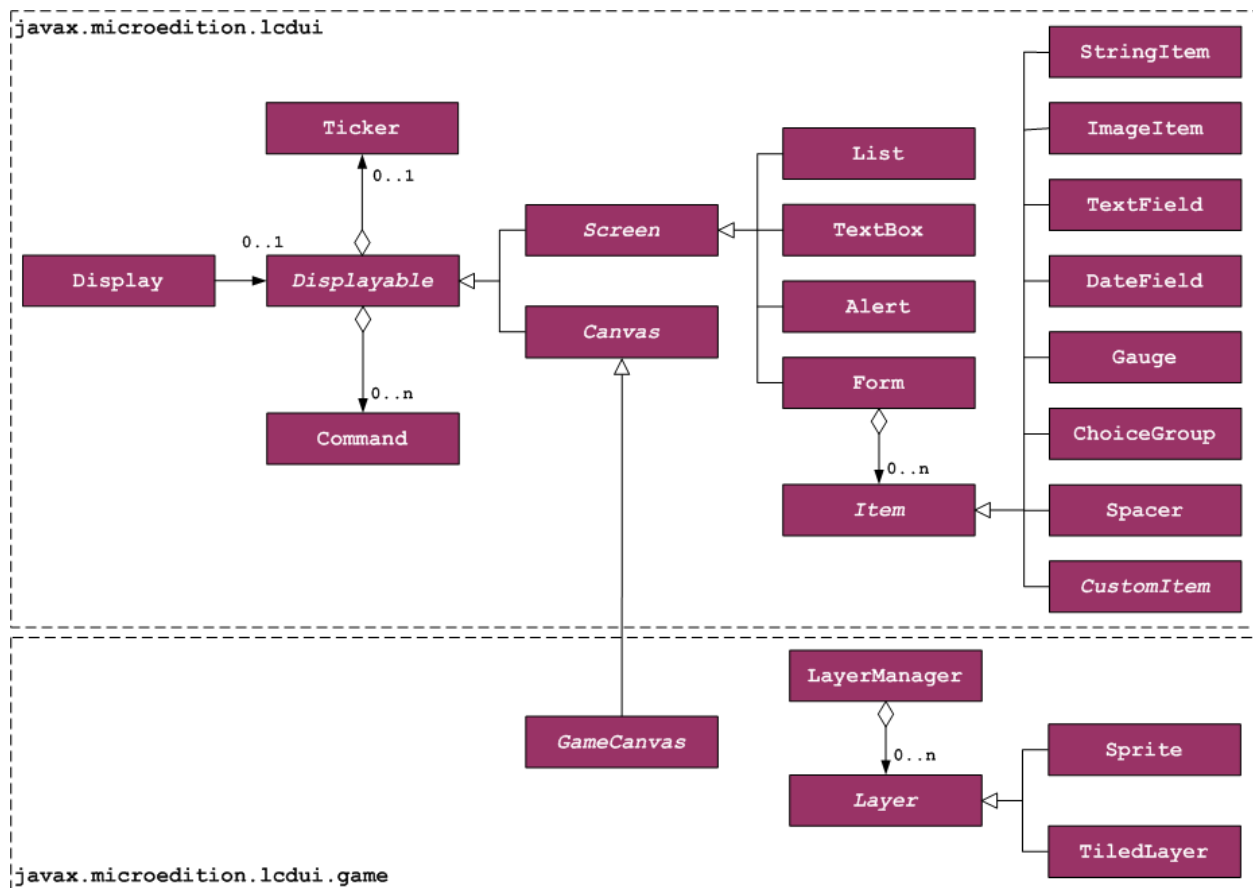 javax.microedition.lcdui
StringItem
Ticker
ImageItem
List
0..1
TextField
Screen
TextBox
0..1
Display
Displayable
DateField
Alert
Canvas
Gauge
Form
0..n
Command
ChoiceGroup
0..n
Item
Spacer
CustomItem
LayerManager
GameCanvas
Sprite
0..n
Layer
TiledLayer
javax.microedition.lcdui.game